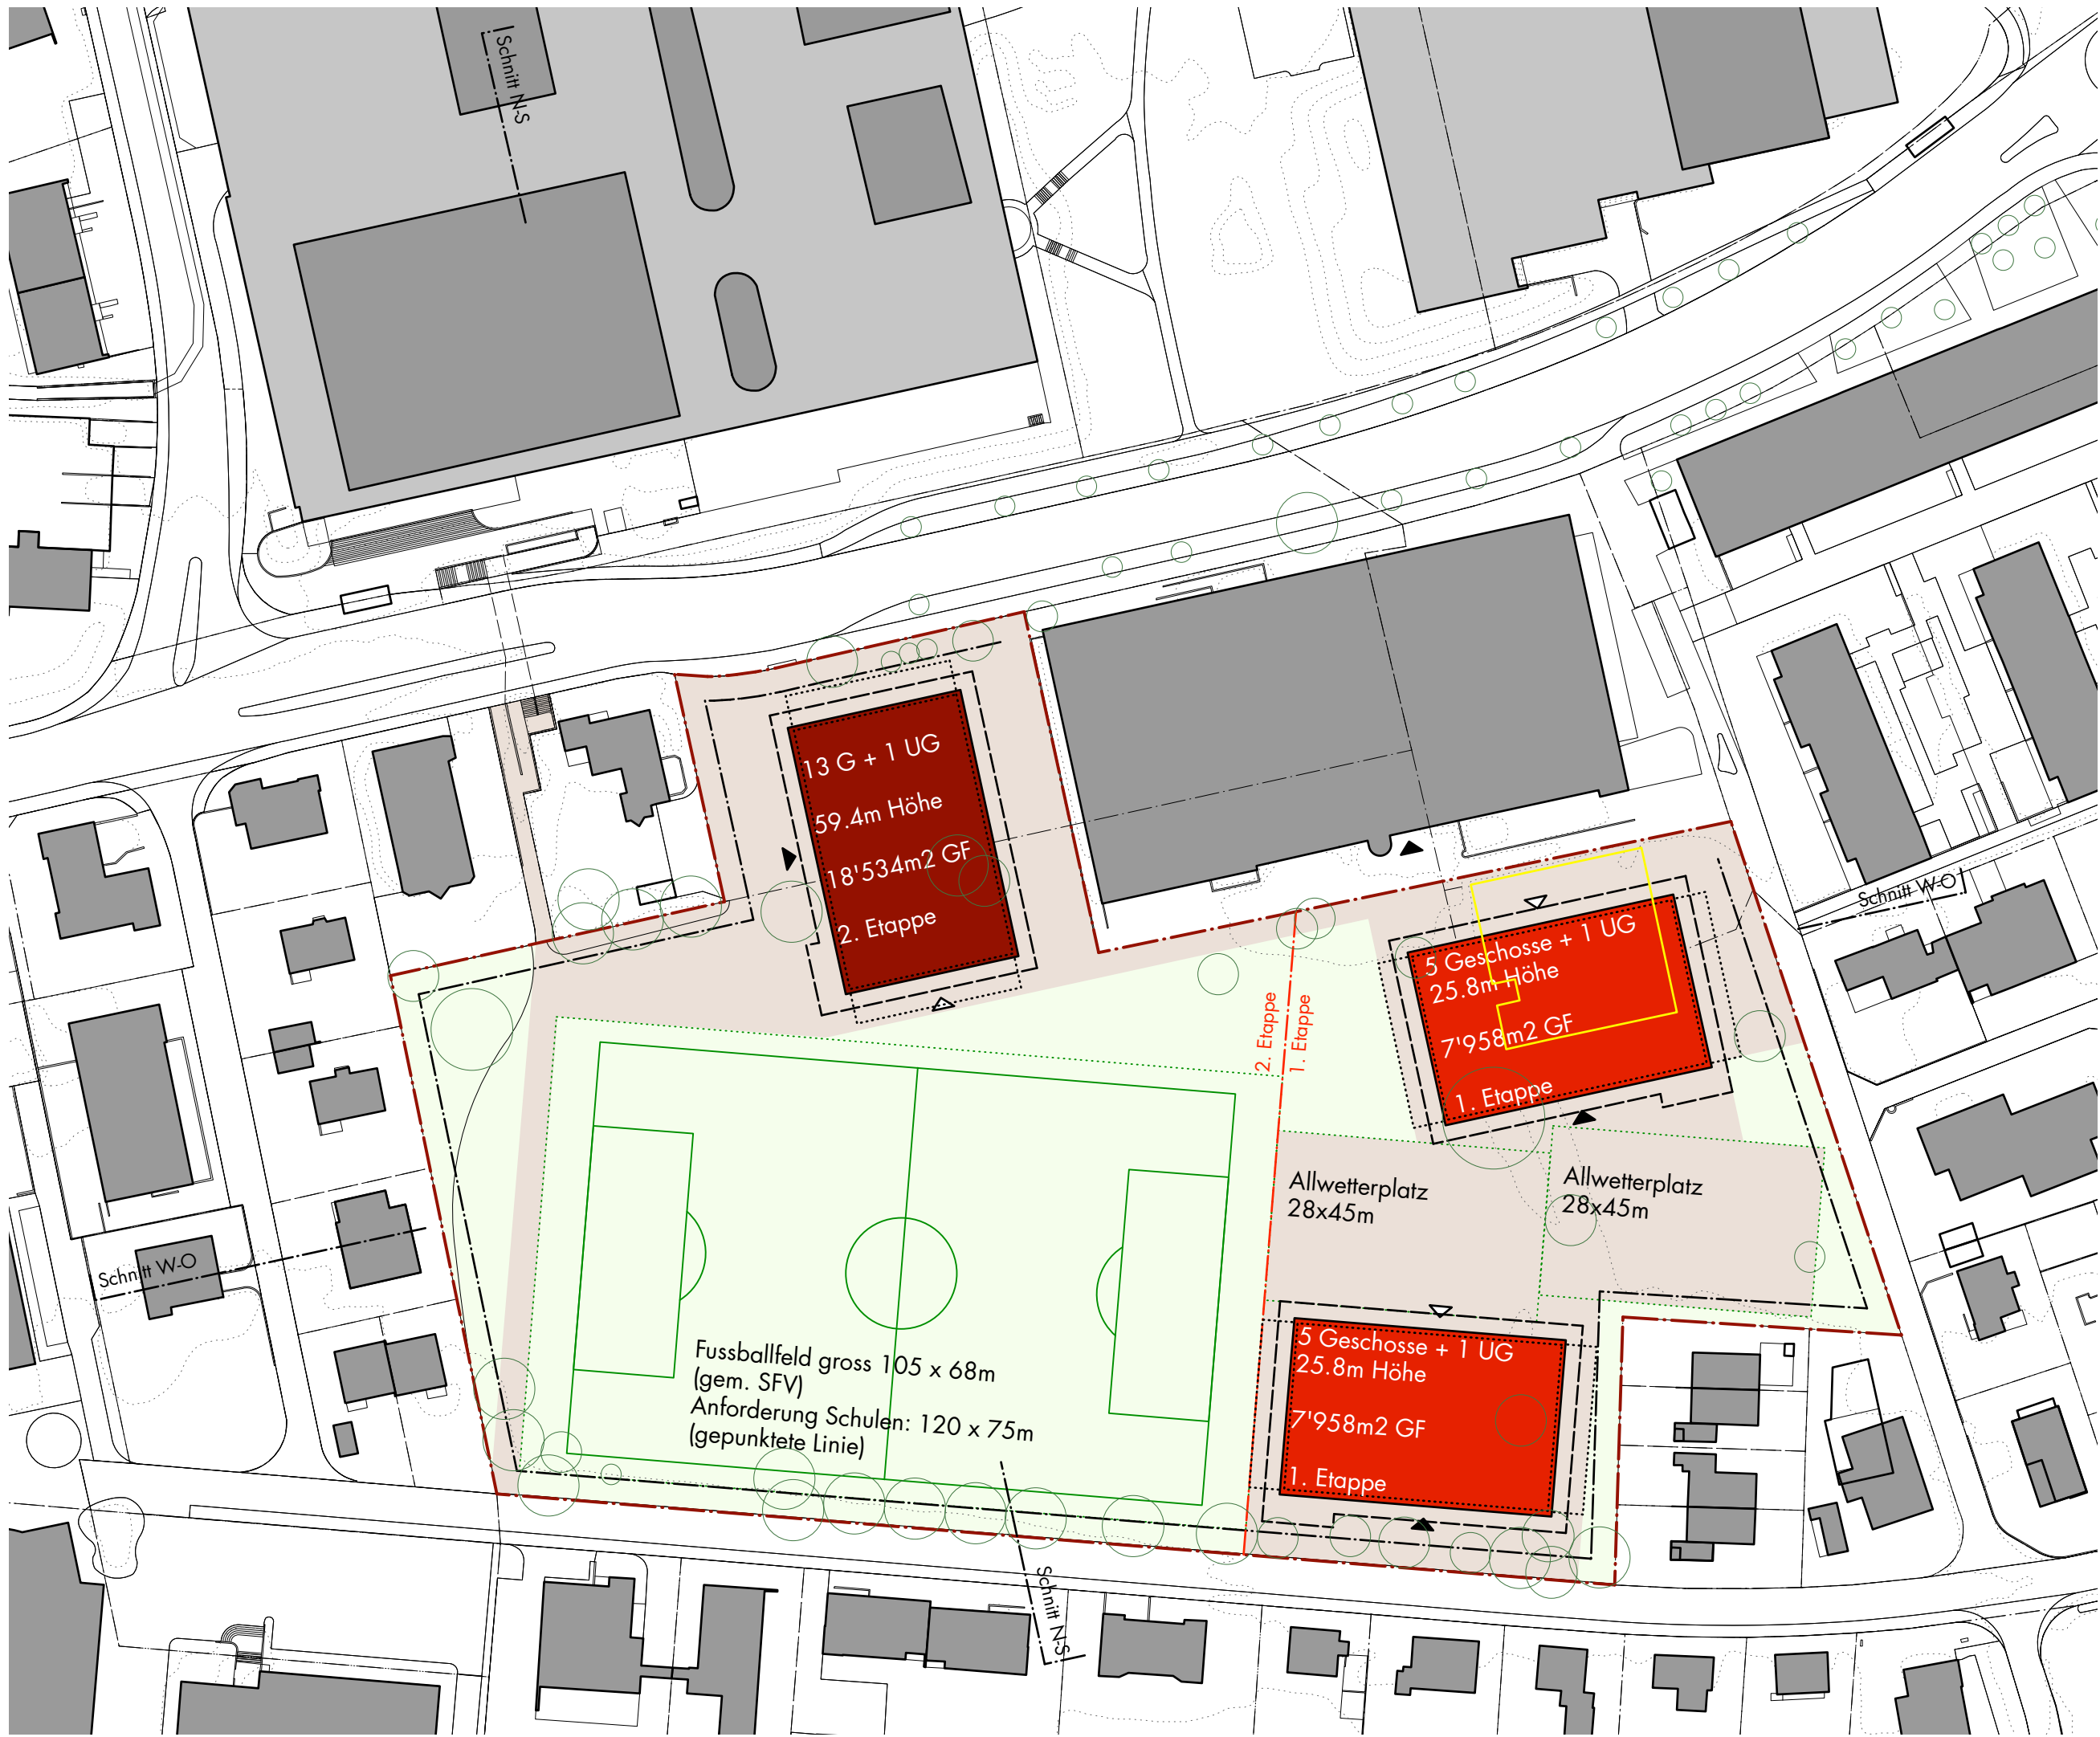 Schnitt N-S
13 G + 1 UG
59.4m Höhe
18'534m2 GF
2. Etappe
Schnitt W-O
5 Geschosse + 1 UG
25.8m Höhe
7'958m2 GF
1. Etappe
2. Etappe
1. Etappe
Allwetterplatz
28x45m
Allwetterplatz
28x45m
Schnitt W-O
Fussballfeld gross 105 x 68m
(gem. SFV)
Anforderung Schulen: 120 x 75m
(gepunktete Linie)
5 Geschosse + 1 UG
25.8m Höhe
7'958m2 GF
1. Etappe
Schnitt N-S